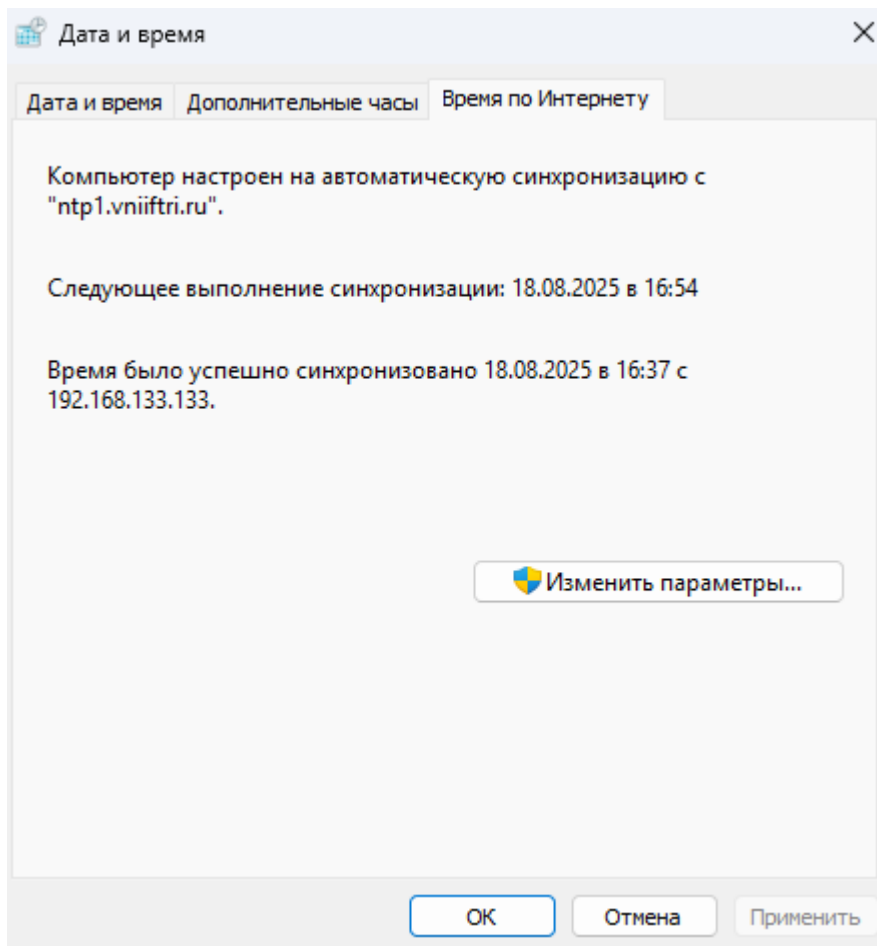 Дата и время
Дата и время
Дополнительные часы
Время по Интернету
Компьютер настроен на автоматическую синхронизацию с
"ntp1.vniiftri.ru".
Следующее выполнение синхронизации: 18.08.2025 в 16:54
Время было успешно синхронизовано 18.08.2025 в 16:37 с
192.168.133.133.
Изменить параметры...
ОК
Отмена
Применить